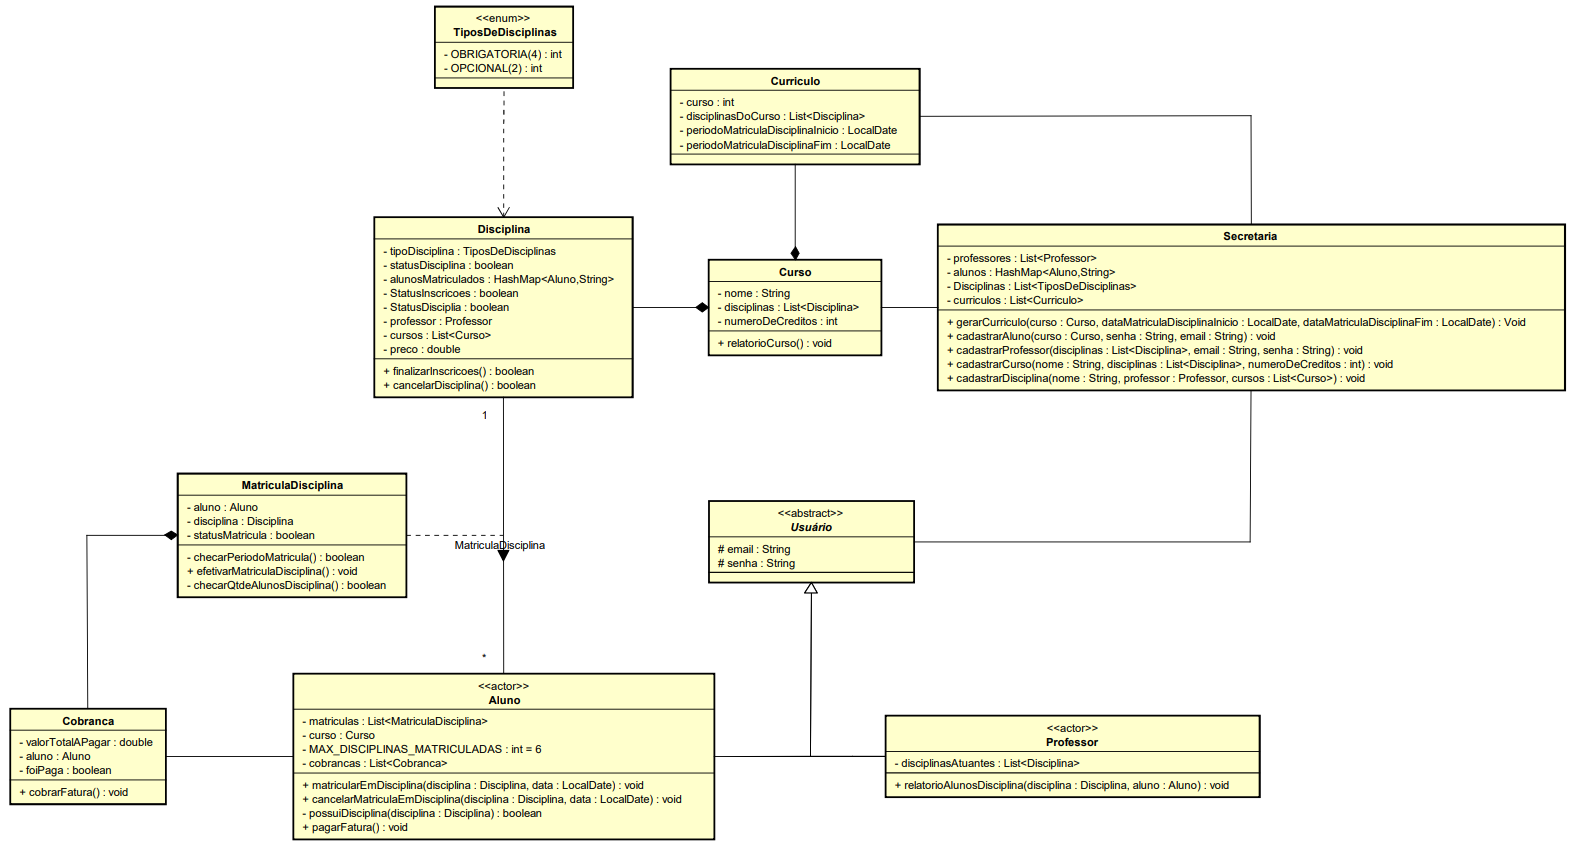 <<enum>>
TiposDeDisciplinas
- OBRIGATORIA(4) : int
- OPCIONAL(2) : int
Curriculo
- curso : int
- disciplinasDoCurso : List<Disciplina>
- periodoMatriculaDisciplinaInicio : LocalDate
- periodoMatriculaDisciplinaFim : LocalDate
Disciplina
- tipoDisciplina : TiposDeDisciplinas
- statusDisciplina : boolean
- alunosMatriculados : HashMap<Aluno,String>
- StatusInscricoes : boolean
- StatusDisciplia : boolean
- professor : Professor
- cursos : List<Curso>
- preco : double
+ finalizarInscricoes() : boolean
+ cancelarDisciplina() : boolean
Curso
- nome : String
- disciplinas : List<Disciplina>
- numeroDeCreditos : int
+ relatorioCurso() : void
Secretaria
- professores : List<Professor>
- alunos : HashMap<Aluno,String>
- Disciplinas : List<TiposDeDisciplinas>
- curriculos : List<Curriculo>
+ gerarCurriculo(curso : Curso, dataMatriculaDisciplinaInicio : LocalDate, dataMatriculaDisciplinaFim : LocalDate) : Void
+ cadastrarAluno(curso : Curso, senha : String, email : String) : void
+ cadastrarProfessor(disciplinas : List<Disciplina>, email : String, senha : String) : void
+ cadastrarCurso(nome : String, disciplinas : List<Disciplina>, numeroDeCreditos : int) : void
+ cadastrarDisciplina(nome : String, professor : Professor, cursos : List<Curso>) : void
1
MatriculaDisciplina
- aluno : Aluno
- disciplina : Disciplina
- statusMatricula : boolean
- checarPeriodoMatricula() : boolean
+ efetivarMatriculaDisciplina() : void
- checarQtdeAlunosDisciplina() : boolean
MatriculaDisciplina
*
<<abstract>>
Usuário
# email : String
# senha : String
Cobranca
- valorTotalAPagar : double
- aluno : Aluno
- foiPaga : boolean
+ cobrarFatura() : void
<<actor>>
Aluno
- matriculas : List<MatriculaDisciplina>
- curso : Curso
- MAX_DISCIPLINAS_MATRICULADAS : int = 6
- cobrancas : List<Cobranca>
+ matricularEmDisciplina(disciplina : Disciplina, data : LocalDate) : void
+ cancelarMatriculaEmDisciplina(disciplina : Disciplina, data : LocalDate) : void
- possuiDisciplina(disciplina : Disciplina) : boolean
+ pagarFatura() : void
<<actor>>
Professor
- disciplinasAtuantes : List<Disciplina>
+ relatorioAlunosDisciplina(disciplina : Disciplina, aluno : Aluno) : void